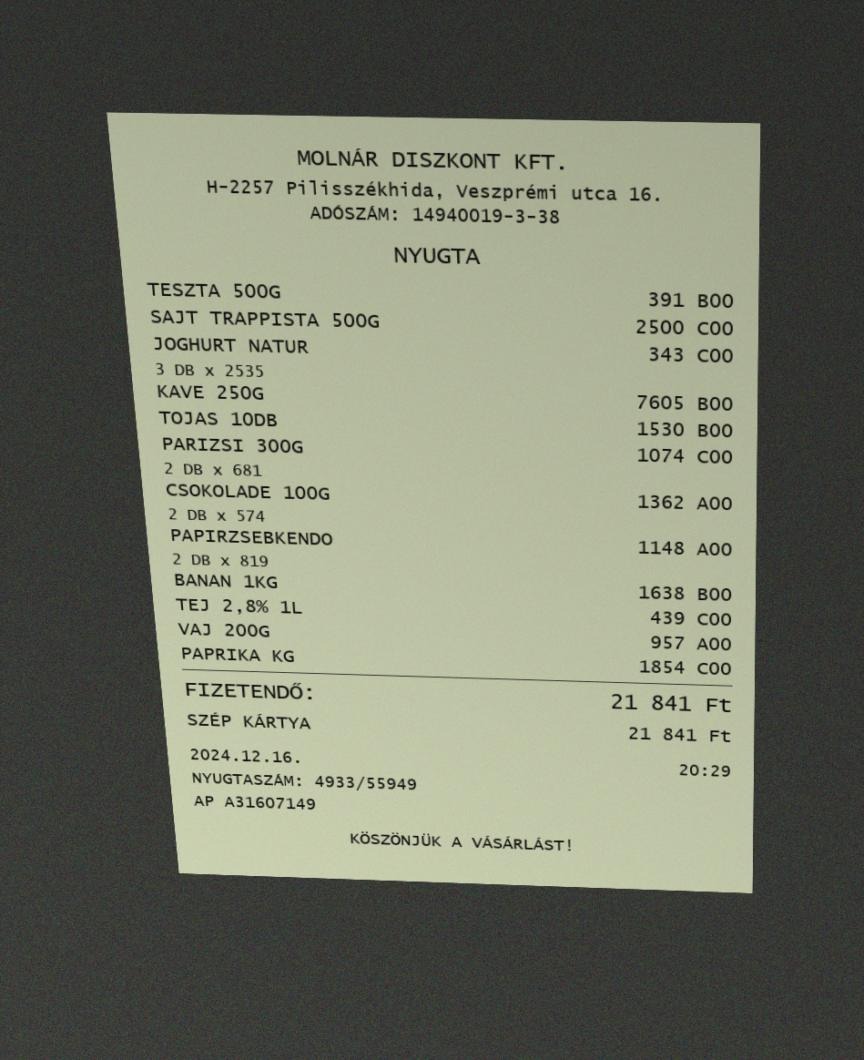 MOLNÁR DISZKONT KFT.
H-2257 Pilisszékhida, Veszprémi utca 16.
ADÓSZÁM: 14940019-3-38
NYUGTA
TESZTA 500G 391 B00
SAJT TRAPPISTA 500G 2500 C00
JOGHURT NATUR 343 C00
3 DB x 2535
KAVE 250G 7605 B00
TOJAS 10DB 1530 B00
PARIZSI 300G 1074 C00
2 DB x 681
CSOKOLADE 100G 1362 A00
2 DB x 574
PAPIRZSEBKENDO 1148 A00
2 DB x 819
BANAN 1KG 1638 B00
TEJ 2,8% 1L 439 C00
VAJ 200G 957 A00
PAPRIKA KG 1854 C00
FIZETENDŐ: 21 841 Ft
SZÉP KÁRTYA 21 841 Ft
2024.12.16. 20:29
NYUGTASZÁM: 4933/55949
AP A31607149
KÖSZÖNJÜK A VÁSÁRLÁST!